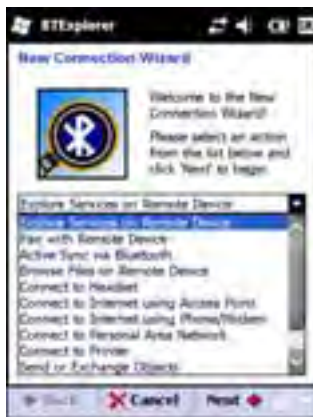 BTExplorer
New Connection Wizard
Welcome to the New
Connection Wizard!
Please select an action
from the list below and
click 'Next' to begin.
Explore Services on Remote Device
Explore Services on Remote Device
Pair with Remote Device
Active Sync via Bluetooth
Browse Files on Remote Device
Connect to Headset
Connect to Internet using Access Point
Connect to Internet using Phone/Modem
Connect to Personal Area Network
Connect to Printer
Send or Exchange Objects
Back Cancel Next